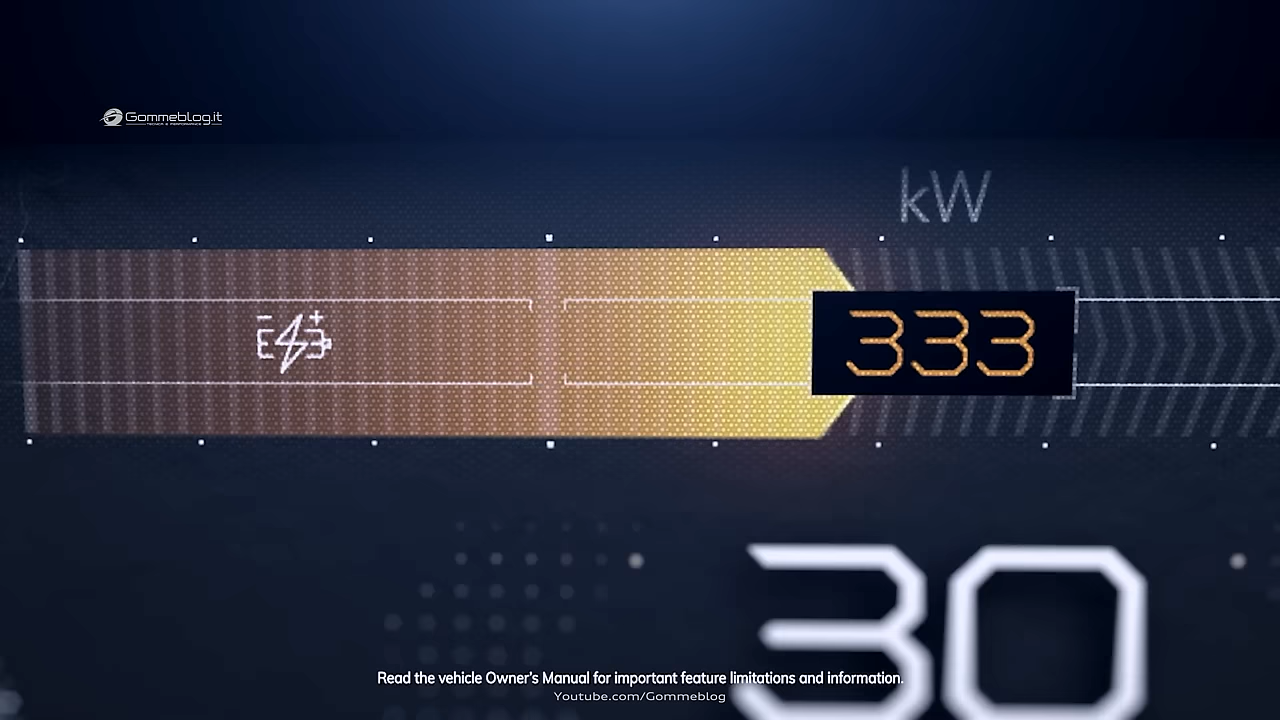 Gommeblog.it
kW
333
30
Read the vehicle Owner's Manual for important feature limitations and information.
Youtube.com/Gommeblog